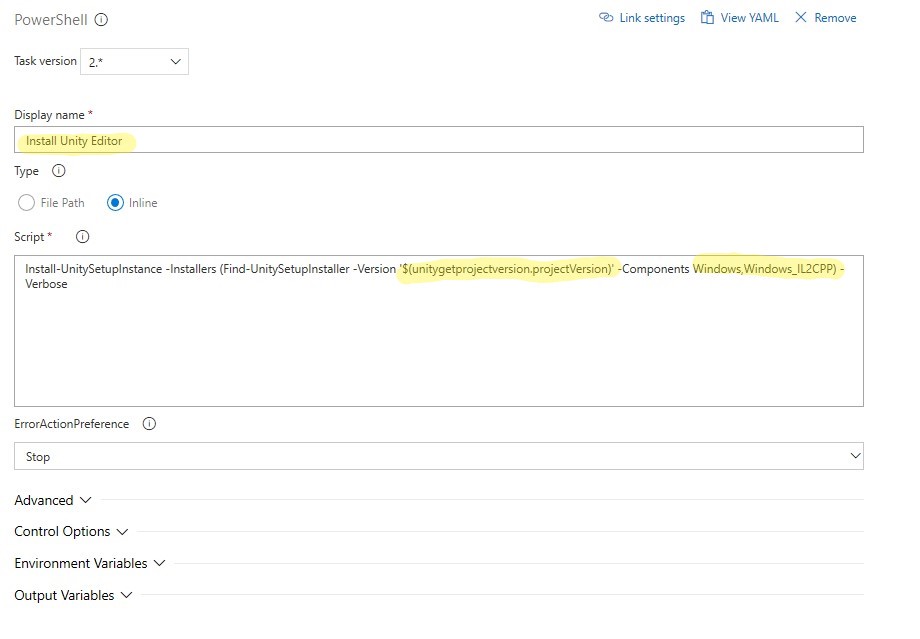 PowerShell
Link settings
View YAML
Remove
Task version
2.*
Display name *
Install Unity Editor
Type
File Path
Inline
Script *
Install-UnitySetupInstance -Installers (Find-UnitySetupInstaller -Version '$(unitygetprojectversion.projectVersion)' -Components Windows,Windows_IL2CPP) -
Verbose
ErrorActionPreference
Stop
Advanced
Control Options
Environment Variables
Output Variables